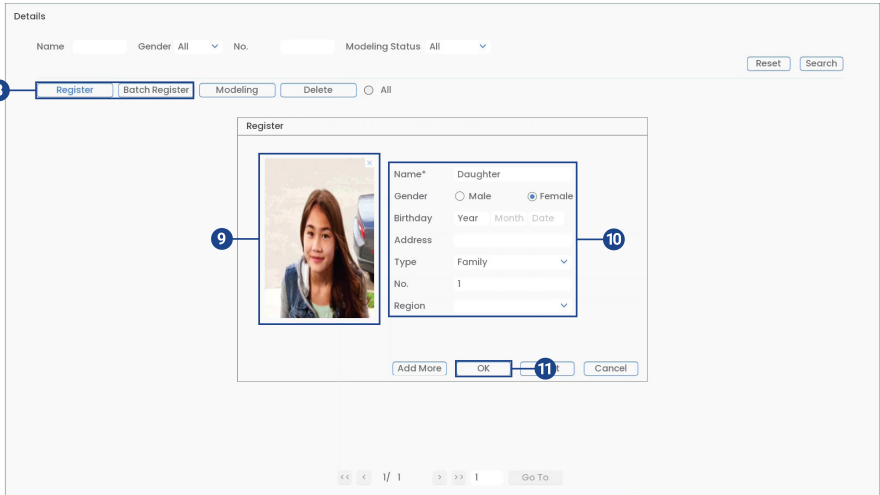 Details
Name Gender All No. Modeling Status All
Reset Search
Register Batch Register Modeling Delete All
Register
Name* Daughter
Gender Male Female
Birthday Year Month Date
9 Address 10
Type Family
No. 1
Region
Add More OK 11 Cancel
<< < 1/ 1 > >> 1 Go To